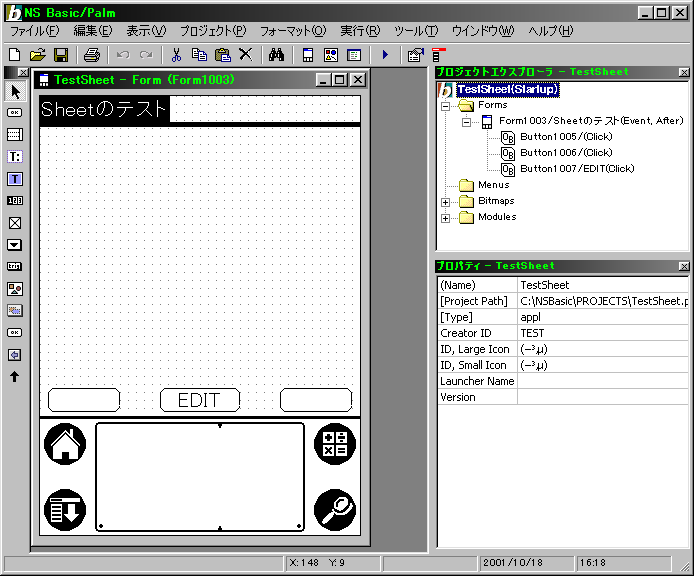 NS Basic/Palm
ファイル(F) 編集(E) 表示(V) プロジェクト(P) フォーマット(O) 実行(R) ツール(T) ウインドウ(W) ヘルプ(H)
TestSheet - Form (Form1003)
Sheetのテスト
EDIT
プロジェクトエクスプローラ - TestSheet
TestSheet(Startup)
Forms
Form1003/Sheetのテスト(Event, After)
Button1005/(Click)
Button1006/(Click)
Button1007/EDIT(Click)
Menus
Bitmaps
Modules
プロパティ - TestSheet
(Name) TestSheet
[Project Path] C:\NSBasic\PROJECTS\TestSheet.p
[Type] appl
Creator ID TEST
ID, Large Icon
ID, Small Icon
Launcher Name
Version
X: 148 Y: 9
2001/10/18
16:18